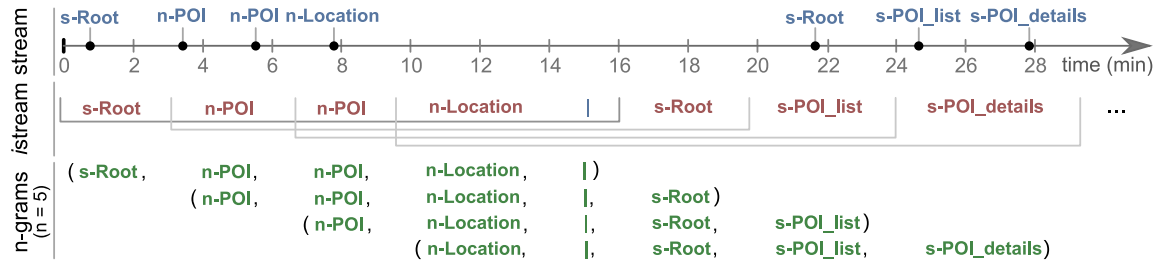 s-Root n-POI n-POI n-Location s-Root s-POI_list s-POI_details
stream
0 2 4 6 8 10 12 14 16 18 20 22 24 26 28 time (min)
istream
s-Root n-POI n-POI n-Location | s-Root s-POI_list s-POI_details ...
n-grams
(n = 5)
(s-Root, n-POI, n-POI, n-Location, |)
(n-POI, n-POI, n-Location, |, s-Root)
(n-POI, n-Location, |, s-Root, s-POI_list)
(n-Location, |, s-Root, s-POI_list, s-POI_details)